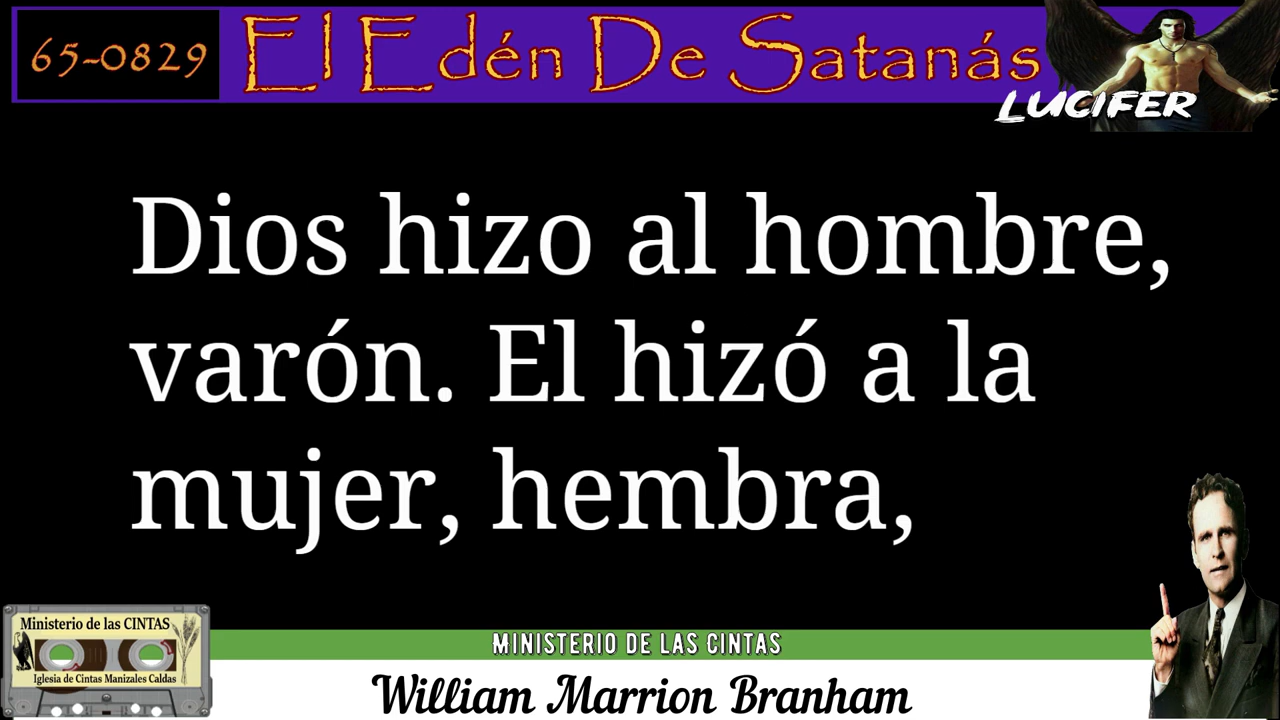 65-0829
El Edén De Satanás
LUCIFER
Dios hizo al hombre,
varón. El hizó a la
mujer, hembra,
Ministerio de las CINTAS
Iglesia de Cintas Manizales Caldas
MINISTERIO DE LAS CINTAS
William Marrion Branham